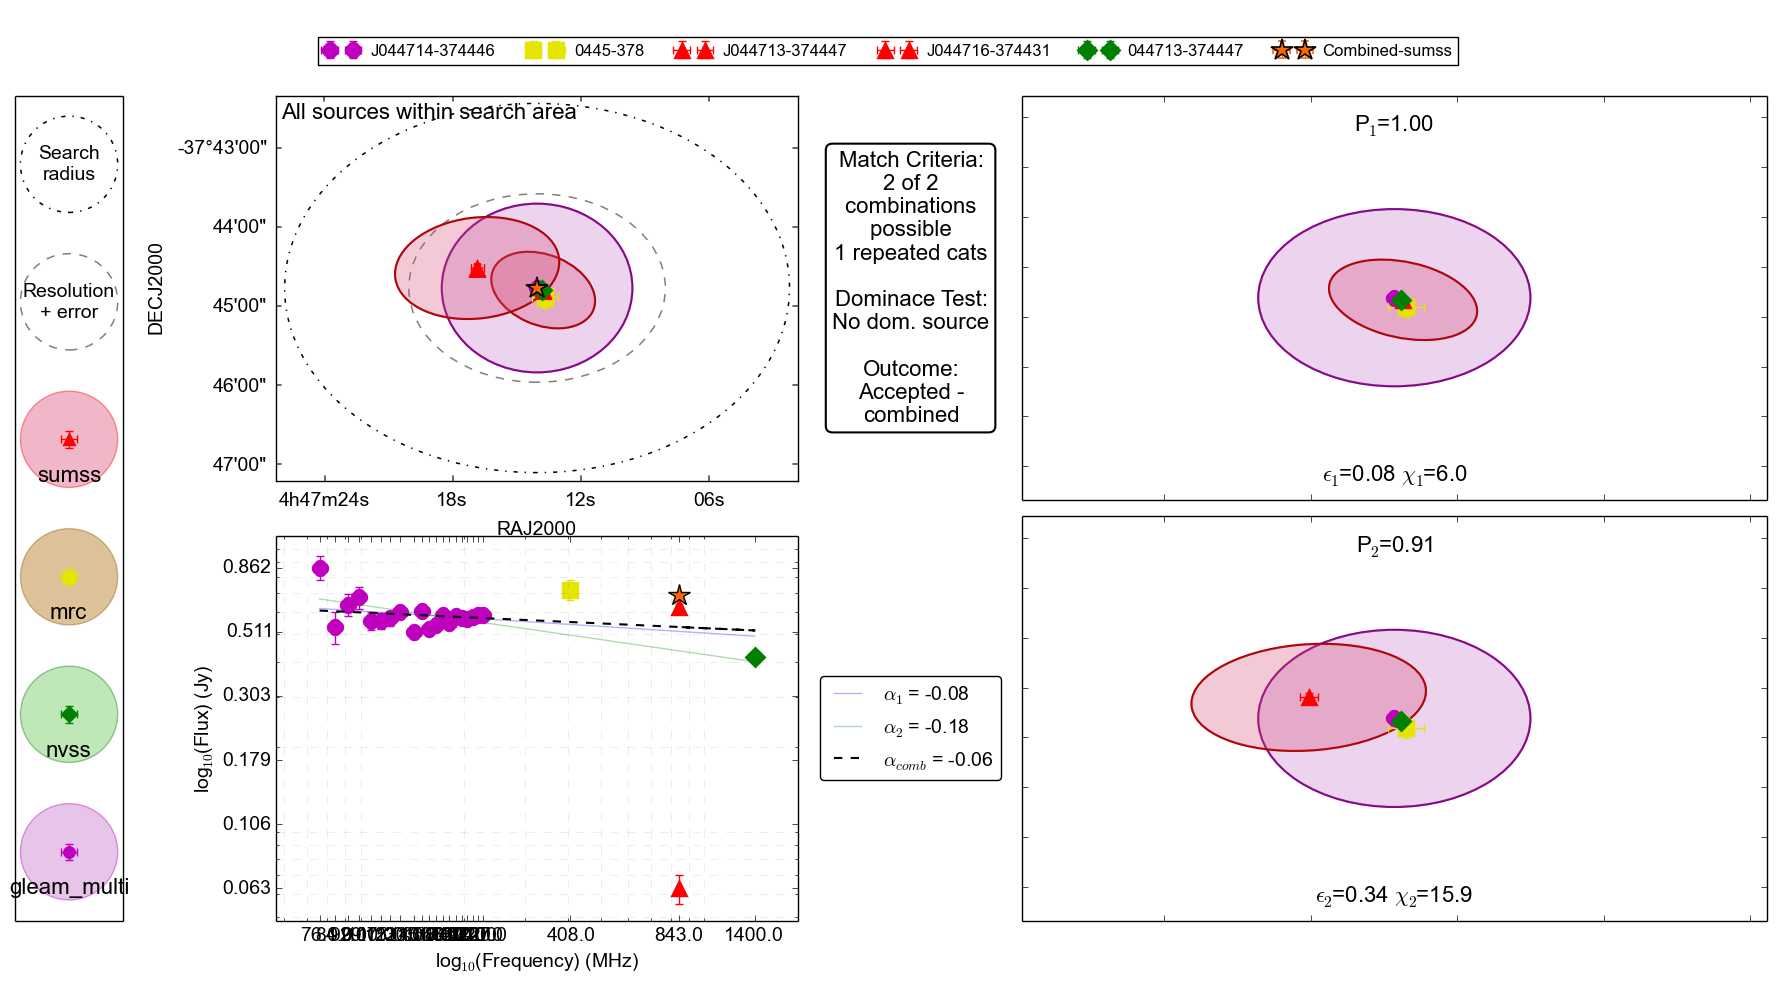 J044714-374446
0445-378
J044713-374447
J044716-374431
044713-374447
Combined-sumss
Search
radius
Resolution
+ error
sumss
mrc
nvss
gleam_multi
All sources within search area
DECJ2000
-37°43'00"
44'00"
45'00"
46'00"
47'00"
4h47m24s
18s
12s
06s
RAJ2000
Match Criteria:
2 of 2
combinations
possible
1 repeated cats
Dominace Test:
No dom. source
Outcome:
Accepted -
combined
P1=1.00
ϵ1=0.08 χ1=6.0
P2=0.91
ϵ2=0.34 χ2=15.9
log10(Flux) (Jy)
0.862
0.511
0.303
0.179
0.106
0.063
408.0
843.0
1400.0
log10(Frequency) (MHz)
α1 = -0.08
α2 = -0.18
αcomb = -0.06